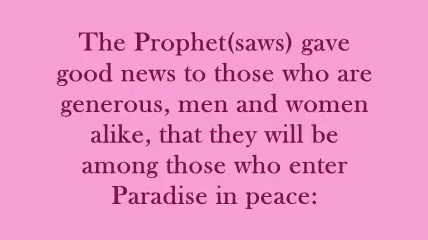 The Prophet(saws) gave
good news to those who are
generous, men and women
alike, that they will be
among those who enter
Paradise in peace: